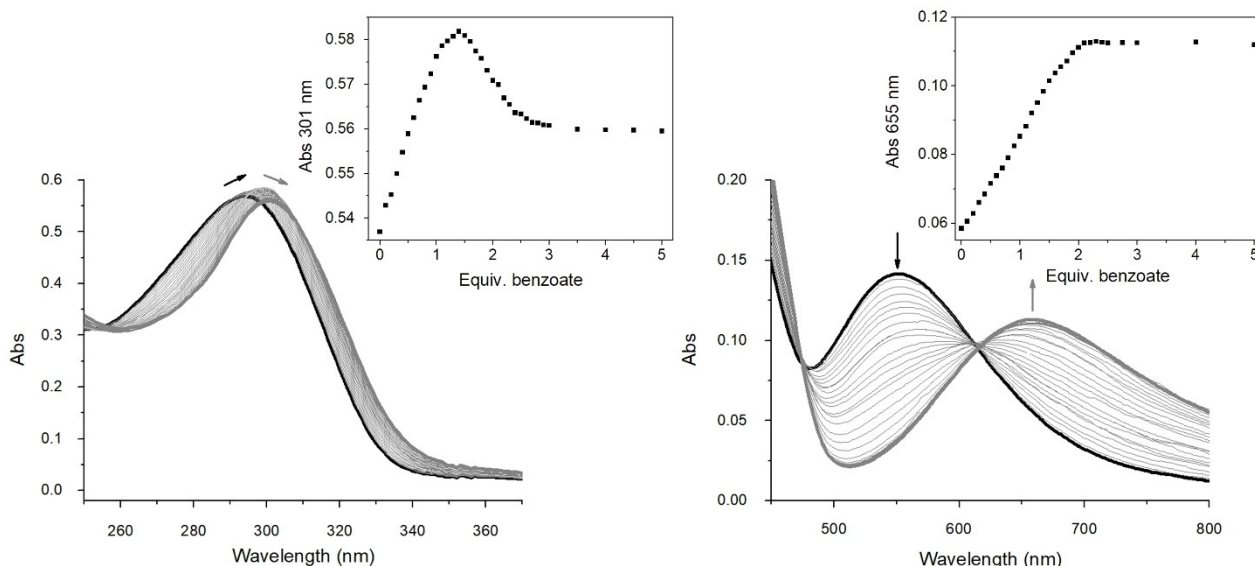 0.58
0.57
0.56
0.55
0.54
Abs 301 nm
0 1 2 3 4 5
Equiv. benzoate
0.6
0.5
0.4
0.3
0.2
0.1
0.0
Abs
260 280 300 320 340 360
Wavelength (nm)
0.12
0.10
0.08
0.06
Abs 655 nm
0 1 2 3 4 5
Equiv. benzoate
0.20
0.15
0.10
0.05
0.00
Abs
500 600 700 800
Wavelength (nm)